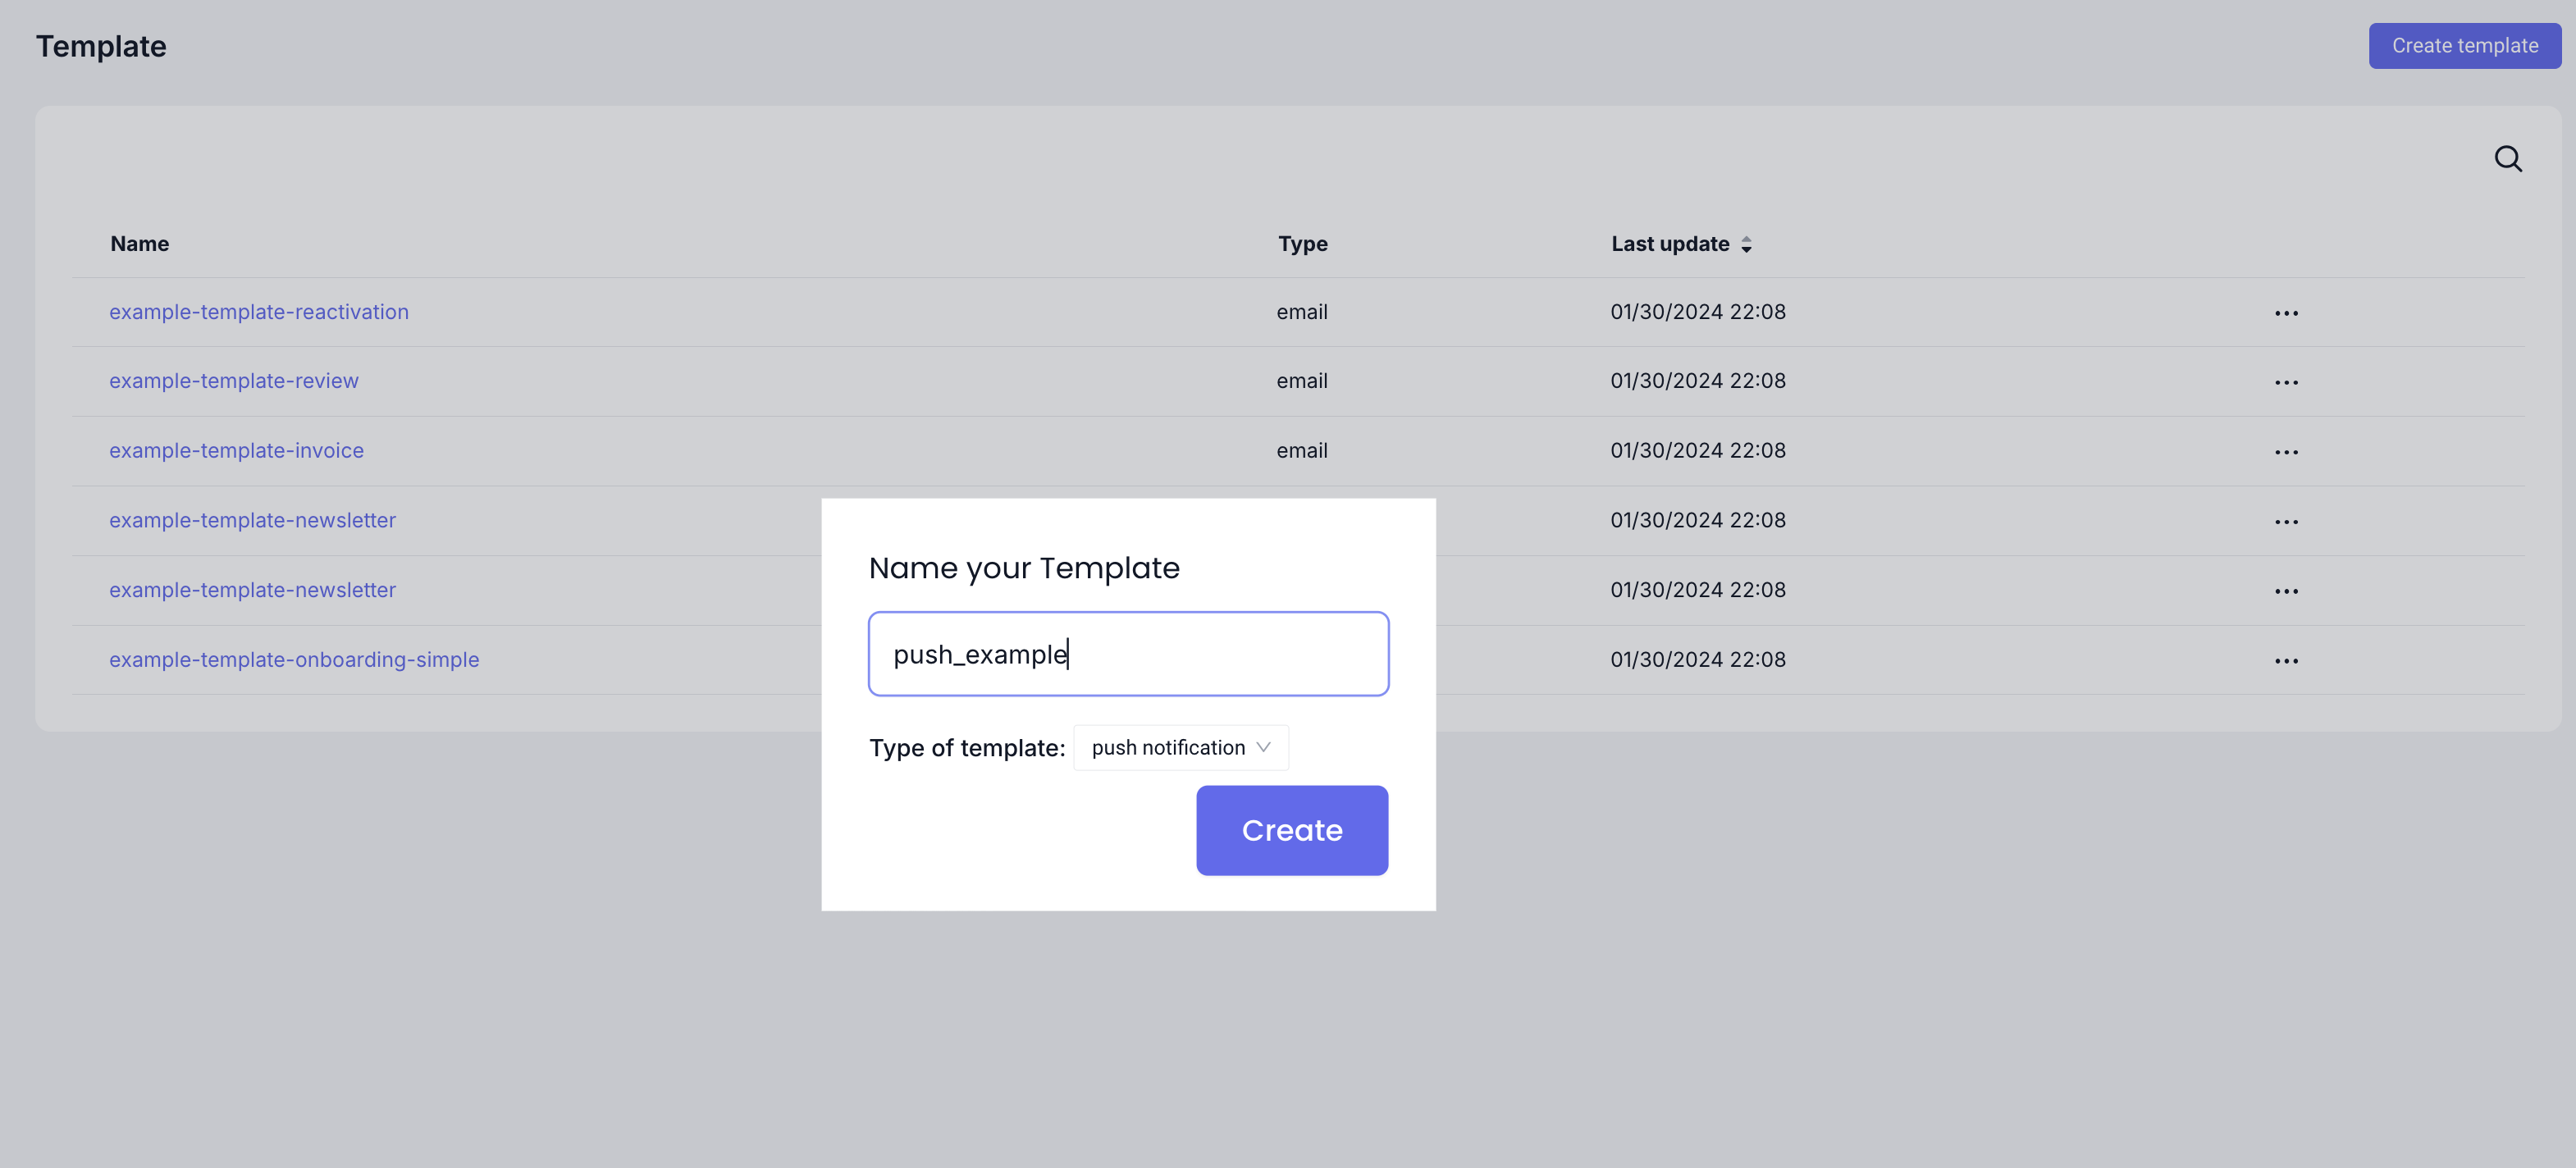 Template
Create template
Name Type Last update
example-template-reactivation email 01/30/2024 22:08
example-template-review email 01/30/2024 22:08
example-template-invoice email 01/30/2024 22:08
example-template-newsletter 01/30/2024 22:08
example-template-newsletter 01/30/2024 22:08
example-template-onboarding-simple 01/30/2024 22:08
Name your Template
push_example
Type of template: push notification
Create